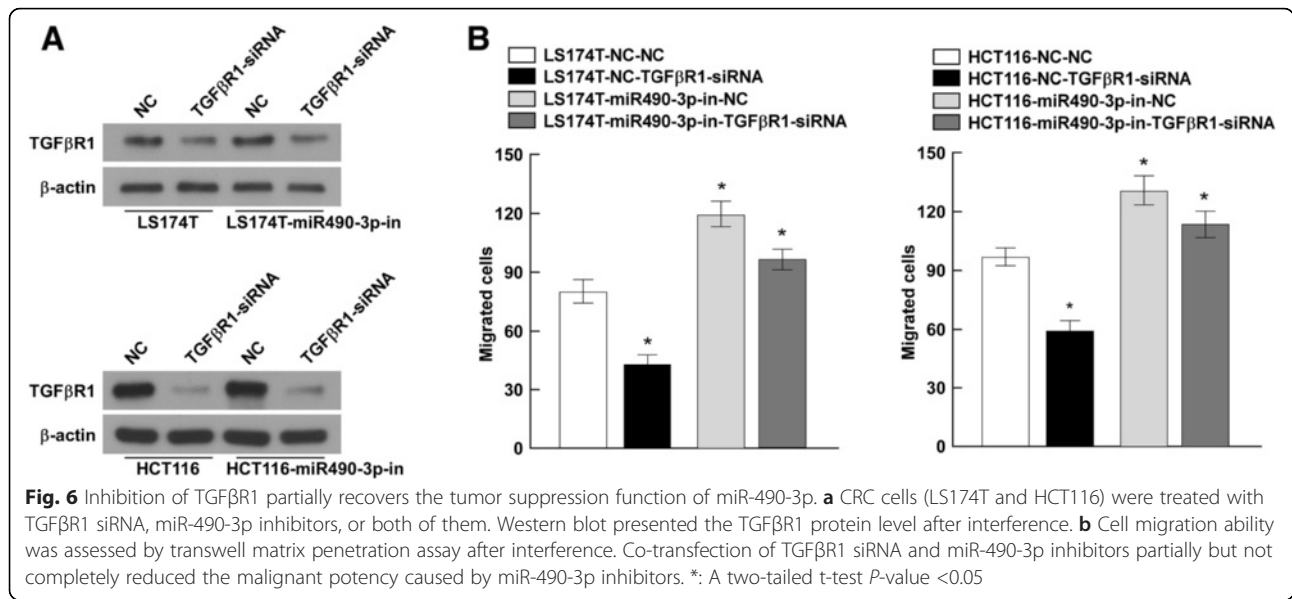 A
NC
TGFβR1-siRNA
NC
TGFβR1-siRNA
TGFβR1
β-actin
LS174T LS174T-miR490-3p-in
NC
TGFβR1-siRNA
NC
TGFβR1-siRNA
TGFβR1
β-actin
HCT116 HCT116-miR490-3p-in
B
LS174T-NC-NC
LS174T-NC-TGFβR1-siRNA
LS174T-miR490-3p-in-NC
LS174T-miR490-3p-in-TGFβR1-siRNA
150
120
90
60
30
0
Migrated cells
*
*
*
HCT116-NC-NC
HCT116-NC-TGFβR1-siRNA
HCT116-miR490-3p-in-NC
HCT116-miR490-3p-in-TGFβR1-siRNA
150
120
90
60
30
0
Migrated cells
*
*
*
Fig. 6 Inhibition of TGFβR1 partially recovers the tumor suppression function of miR-490-3p. a CRC cells (LS174T and HCT116) were treated with
TGFβR1 siRNA, miR-490-3p inhibitors, or both of them. Western blot presented the TGFβR1 protein level after interference. b Cell migration ability
was assessed by transwell matrix penetration assay after interference. Co-transfection of TGFβR1 siRNA and miR-490-3p inhibitors partially but not
completely reduced the malignant potency caused by miR-490-3p inhibitors. *: A two-tailed t-test P-value <0.05